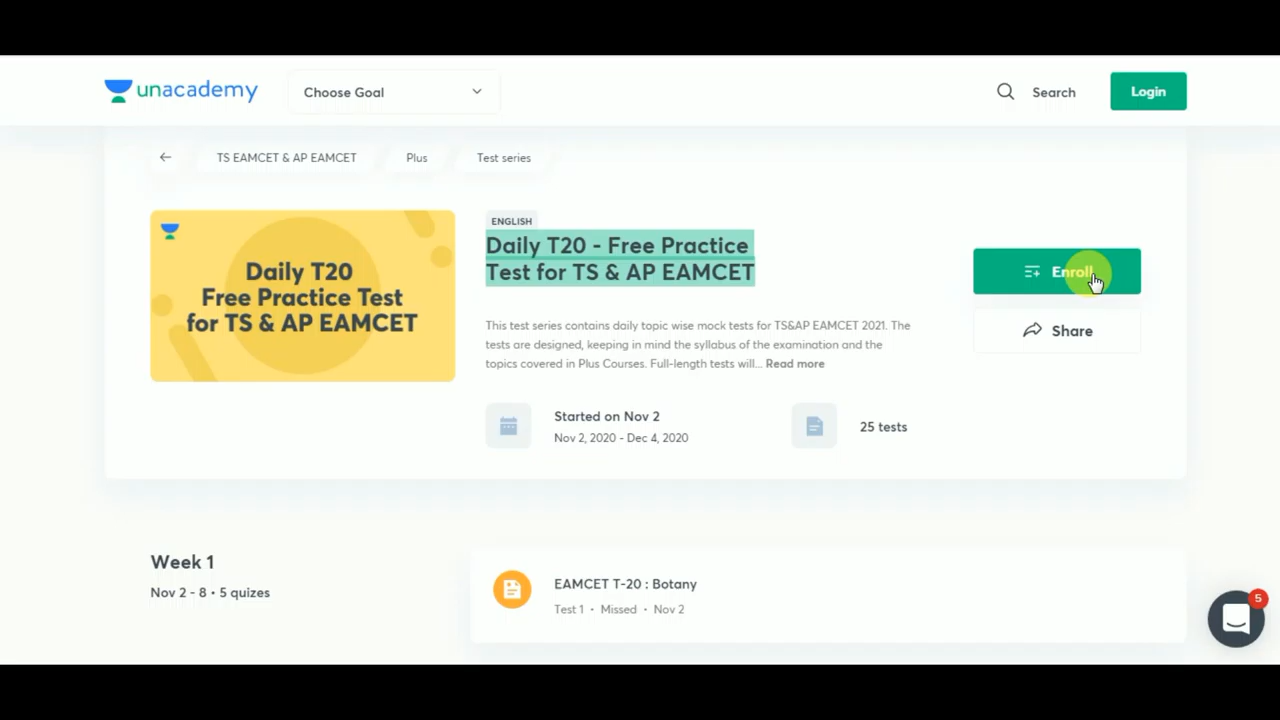 unacademy
Choose Goal
Search
Login
TS EAMCET & AP EAMCET
Plus
Test series
Daily T20
Free Practice Test
for TS & AP EAMCET
ENGLISH
Daily T20 - Free Practice
Test for TS & AP EAMCET
This test series contains daily topic wise mock tests for TS&AP EAMCET 2021. The
tests are designed, keeping in mind the syllabus of the examination and the
topics covered in Plus Courses. Full-length tests will... Read more
Started on Nov 2
Nov 2, 2020 - Dec 4, 2020
25 tests
Enroll
Share
Week 1
Nov 2 - 8 • 5 quizes
EAMCET T-20 : Botany
Test 1 • Missed • Nov 2
5